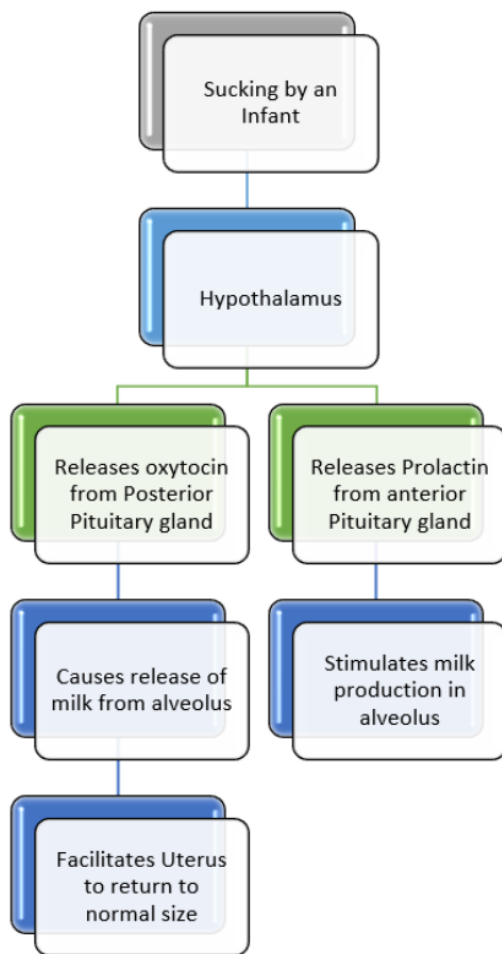 Sucking by an
Infant
Hypothalamus
Releases oxytocin
from Posterior
Pituitary gland
Releases Prolactin
from anterior
Pituitary gland
Causes release of
milk from alveolus
Stimulates milk
production in
alveolus
Facilitates Uterus
to return to
normal size